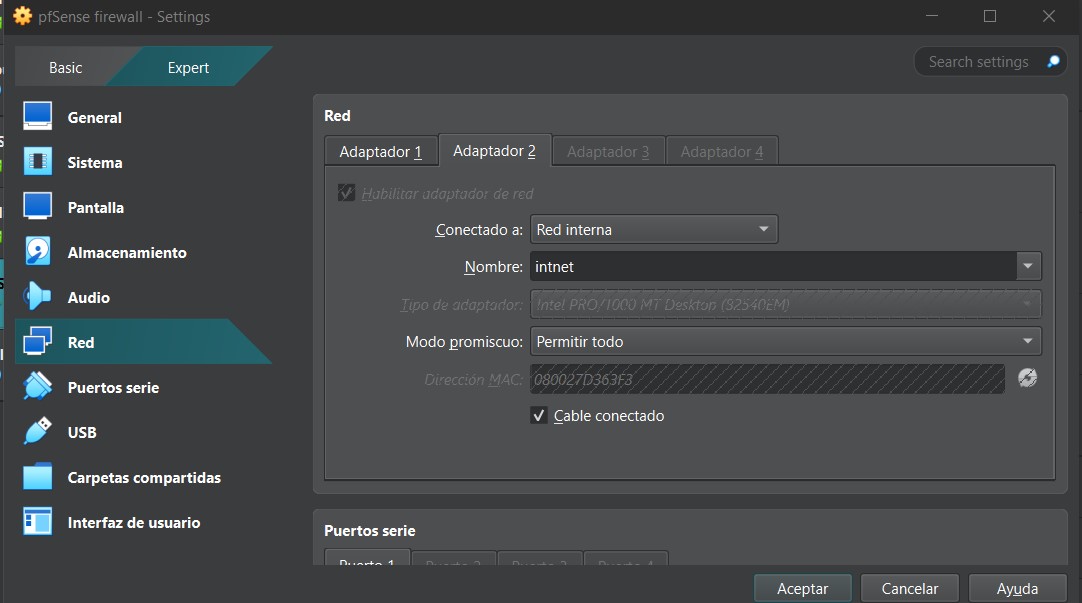 pfSense firewall - Settings
Basic
Expert
Search settings
General
Sistema
Pantalla
Almacenamiento
Audio
Red
Puertos serie
USB
Carpetas compartidas
Interfaz de usuario
Red
Adaptador 1
Adaptador 2
Adaptador 3
Adaptador 4
Habilitar adaptador de red
Conectado a: Red interna
Nombre: intnet
Tipo de adaptador: Intel PRO/1000 MT Desktop (82540EM)
Modo promiscuo: Permitir todo
Dirección MAC: 080027D363F3
Cable conectado
Puertos serie
Puerto 1
Puerto 2
Puerto 3
Puerto 4
Aceptar
Cancelar
Ayuda